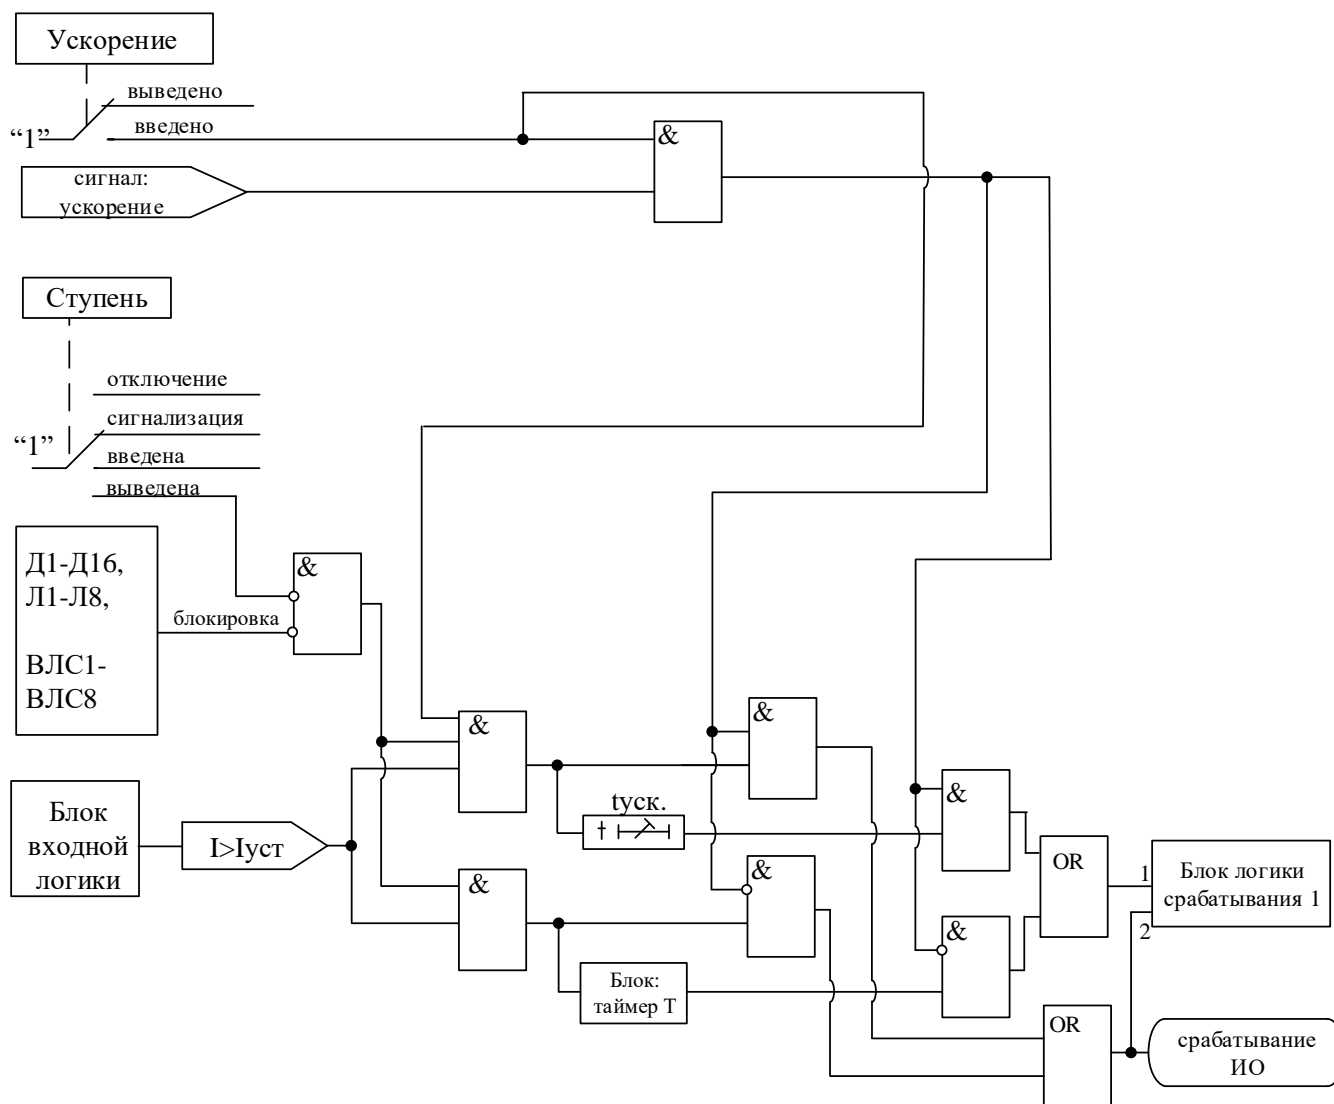 Ускорение
выведено
“1”
введено
&
сигнал:
ускорение
Ступень
отключение
сигнализация
“1”
введена
выведена
Д1-Д16,
Л1-Л8,
ВЛС1-
ВЛС8
&
блокировка
&
&
tуск.
&
Блок
входной
логики
I>Iуст
OR
1
Блок логики
срабатывания 1
&
&
2
&
Блок:
таймер Т
OR
срабатывание
ИО